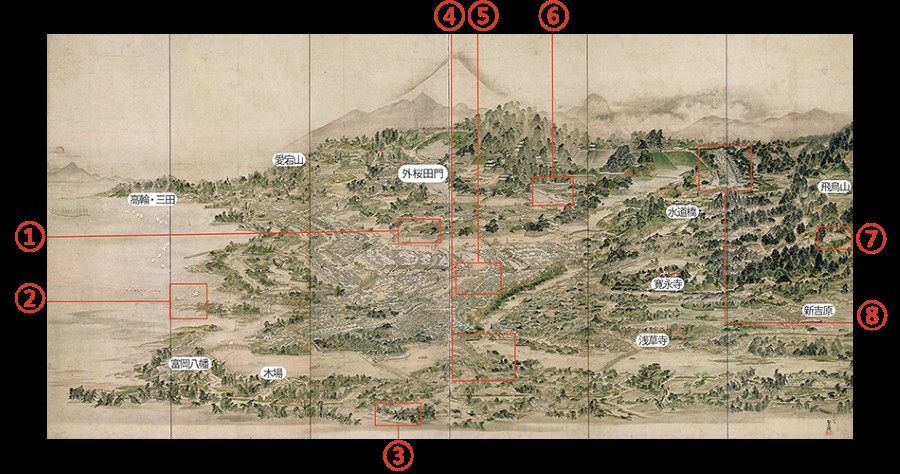 ④ ⑤ ⑥
愛宕山
外桜田門
飛鳥山
高輪・三田
水道橋
① ⑦
寛永寺
② 新吉原 ⑧
浅草寺
富岡八幡
木場
③